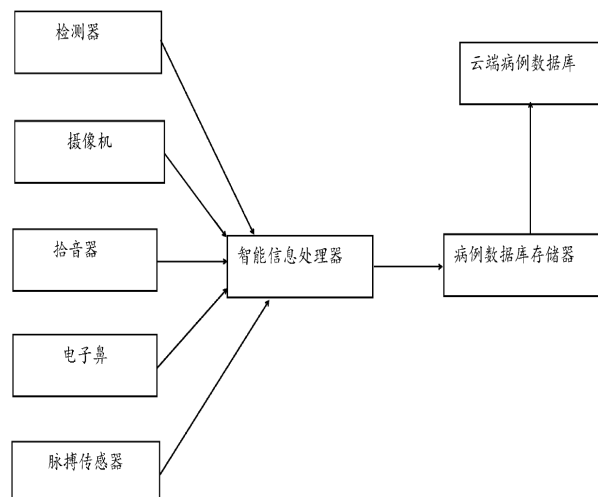 检测器
云端病例数据库
摄像机
拾音器
智能信息处理器
病例数据库存储器
电子鼻
脉搏传感器